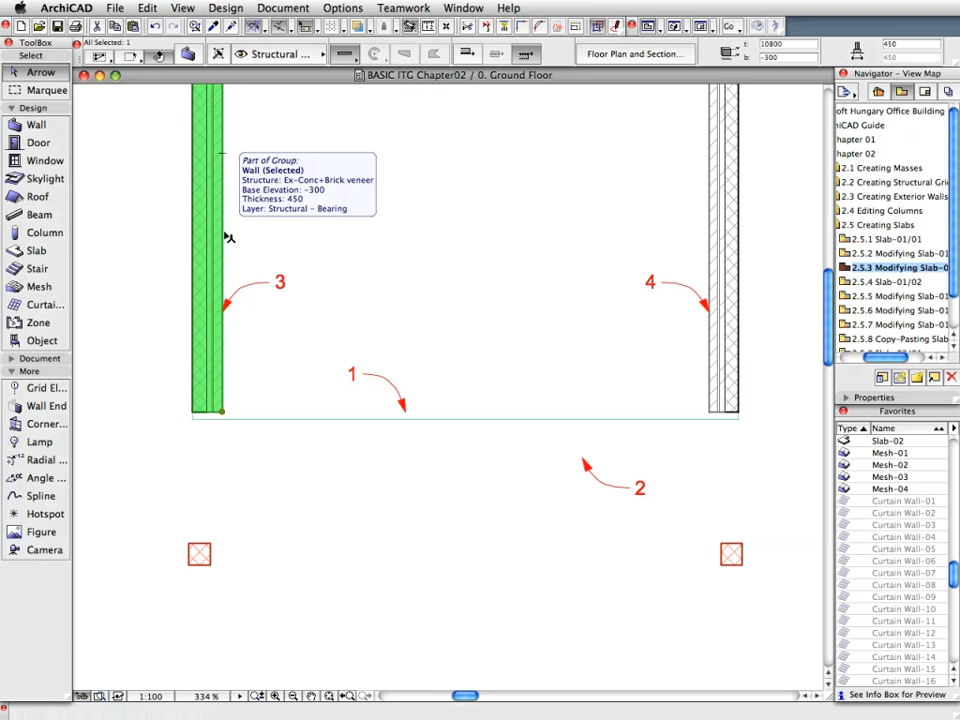 ArchiCAD File Edit View Design Document Options Teamwork Window Help
ToolBox
Select
Arrow
Marquee
Design
Wall
Door
Window
Skylight
Roof
Beam
Column
Slab
Stair
Mesh
Curtai...
Zone
Object
Document
More
Grid El...
Wall End
Corner...
Lamp
Radial ...
Angle ...
Spline
Hotspot
Figure
Camera
All Selected: 1
Structural ...
Floor Plan and Section...
t: 10800
b: -300
450
450
Go...
BASIC ITG Chapter02 / 0. Ground Floor
Part of Group:
Wall (Selected)
Structure: Ex-Conc+Brick veneer
Base Elevation: -300
Thickness: 450
Layer: Structural - Bearing
3
4
1
2
1:100
334 %
Navigator - View Map
oft Hungary Office Building
hiCAD Guide
hapter 01
hapter 02
2.1 Creating Masses
2.2 Creating Structural Gri
2.3 Creating Exterior Walls
2.4 Editing Columns
2.5 Creating Slabs
2.5.1 Slab-01/01
2.5.2 Modifying Slab-0
2.5.3 Modifying Slab-0
2.5.4 Slab-01/02
2.5.5 Modifying Slab-0
2.5.6 Modifying Slab-0
2.5.7 Modifying Slab-0
2.5.8 Copy-Pasting Slab
Properties
Favorites
Type Name
Slab-02
Mesh-01
Mesh-02
Mesh-03
Mesh-04
Curtain Wall-01
Curtain Wall-02
Curtain Wall-03
Curtain Wall-04
Curtain Wall-05
Curtain Wall-06
Curtain Wall-07
Curtain Wall-08
Curtain Wall-09
Curtain Wall-10
Curtain Wall-11
Curtain Wall-12
Curtain Wall-13
Curtain Wall-14
Curtain Wall-15
Curtain Wall-16
See Info Box for Preview